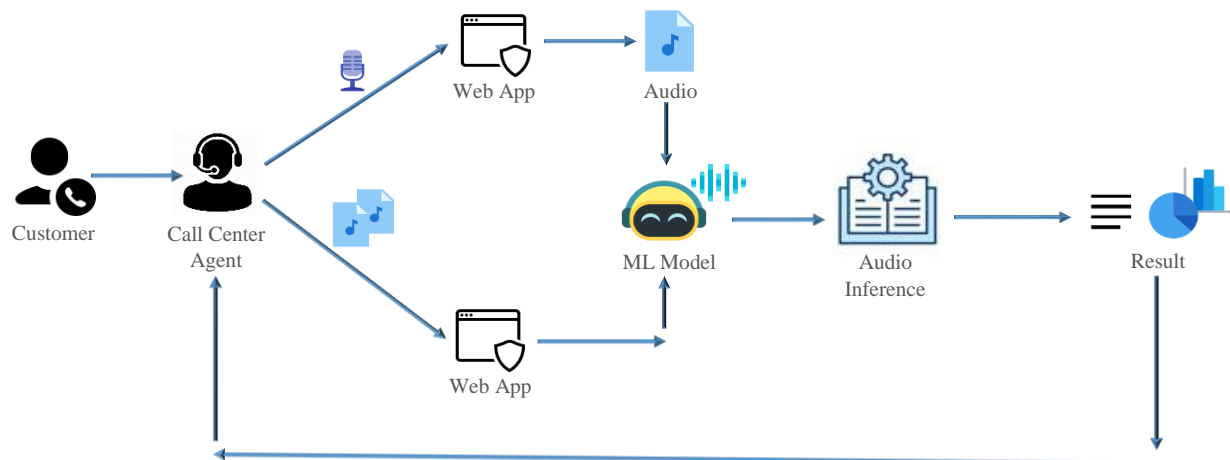 Web App
Audio
Customer
Call Center
Agent
ML Model
Audio
Inference
Result
Web App